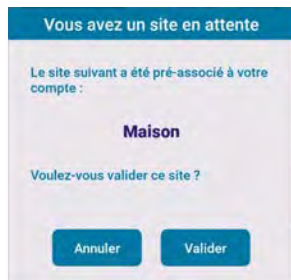 Vous avez un site en attente
Le site suivant a été pré-associé à votre
compte :
Maison
Voulez-vous valider ce site ?
Annuler
Valider